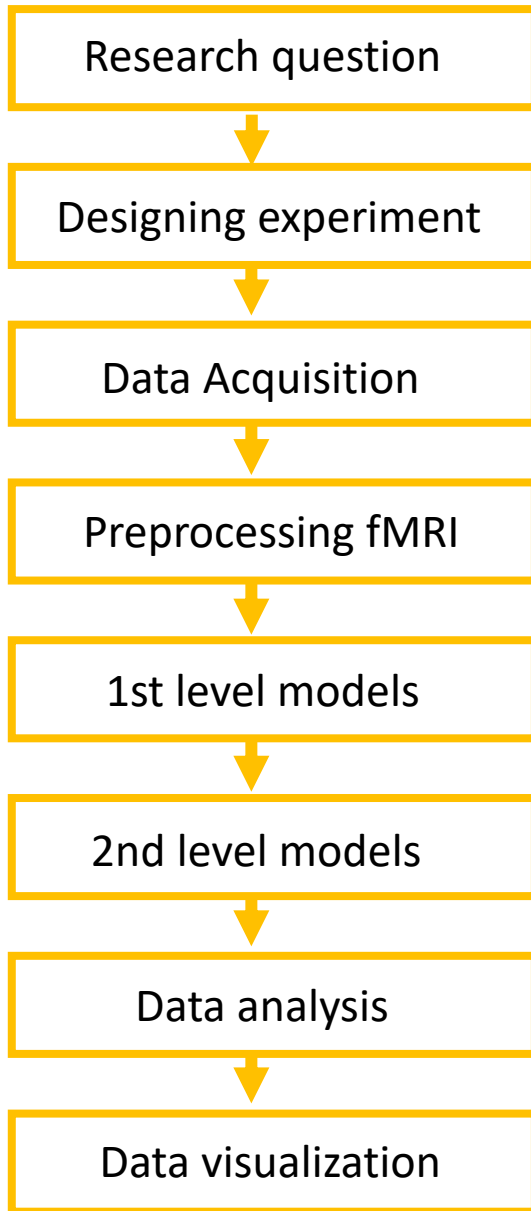 Research question
Designing experiment
Data Acquisition
Preprocessing fMRI
1st level models
2nd level models
Data analysis
Data visualization